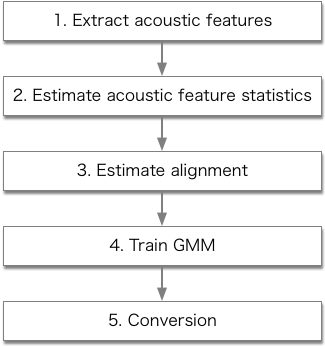 1. Extract acoustic features
2. Estimate acoustic feature statistics
3. Estimate alignment
4. Train GMM
5. Conversion